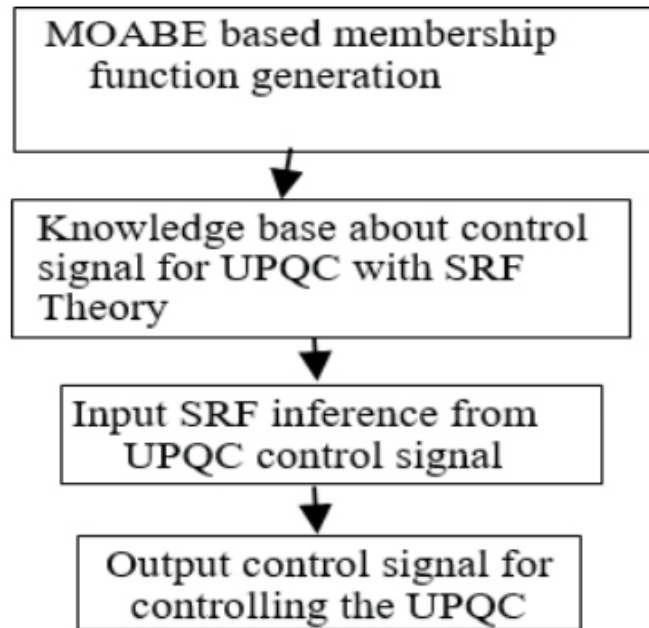 MOABE based membership
function generation
Knowledge base about control
signal for UPQC with SRF
Theory
Input SRF inference from
UPQC control signal
Output control signal for
controlling the UPQC